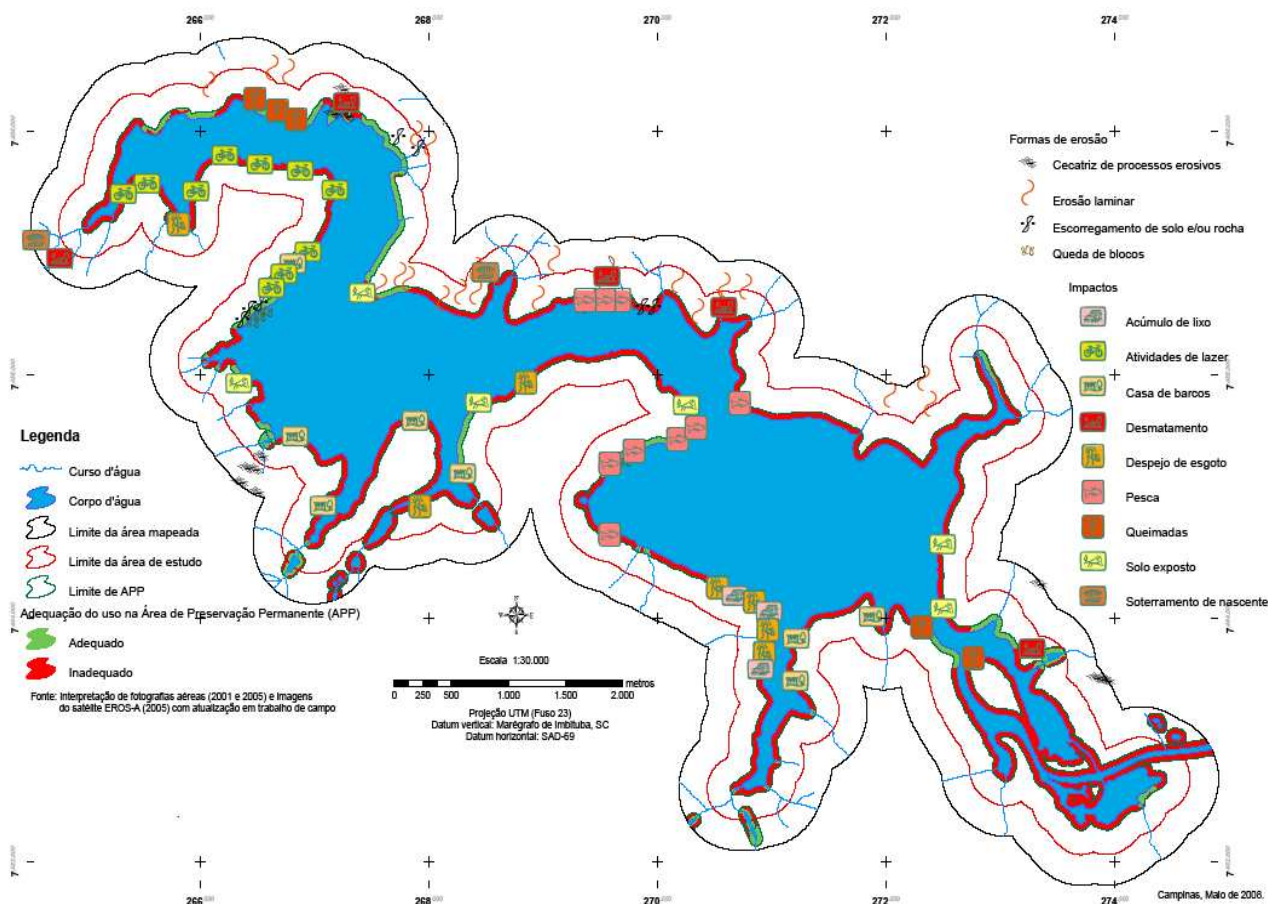 266
268
270
272
274
Formas de erosão
Cecatriz de processos erosivos
Erosão laminar
Escorregamento de solo e/ou rocha
Queda de blocos
Impactos
Acúmulo de lixo
Atividades de lazer
Casa de barcos
Desmatamento
Despejo de esgoto
Pesca
Queimadas
Solo exposto
Soterramento de nascente
Legenda
Curso d'água
Corpo d'água
Limite da área mapeada
Limite da área de estudo
Limite de APP
Adequação do uso na Área de Preservação Permanente (APP)
Adequado
Inadequado
Fonte: Interpretação de fotografias aéreas (2001 e 2005) e Imagens
do satélite EROS-A (2005) com atualização em trabalho de campo
Escala 1:30.000
0 250 500 1.000 1.500 2.000 metros
Projeção UTM (Fuso 23)
Datum vertical: Marégrafo de Imbituba, SC
Datum horizontal: SAD-69
266
268
270
272
274
Campinas, Maio de 2008.